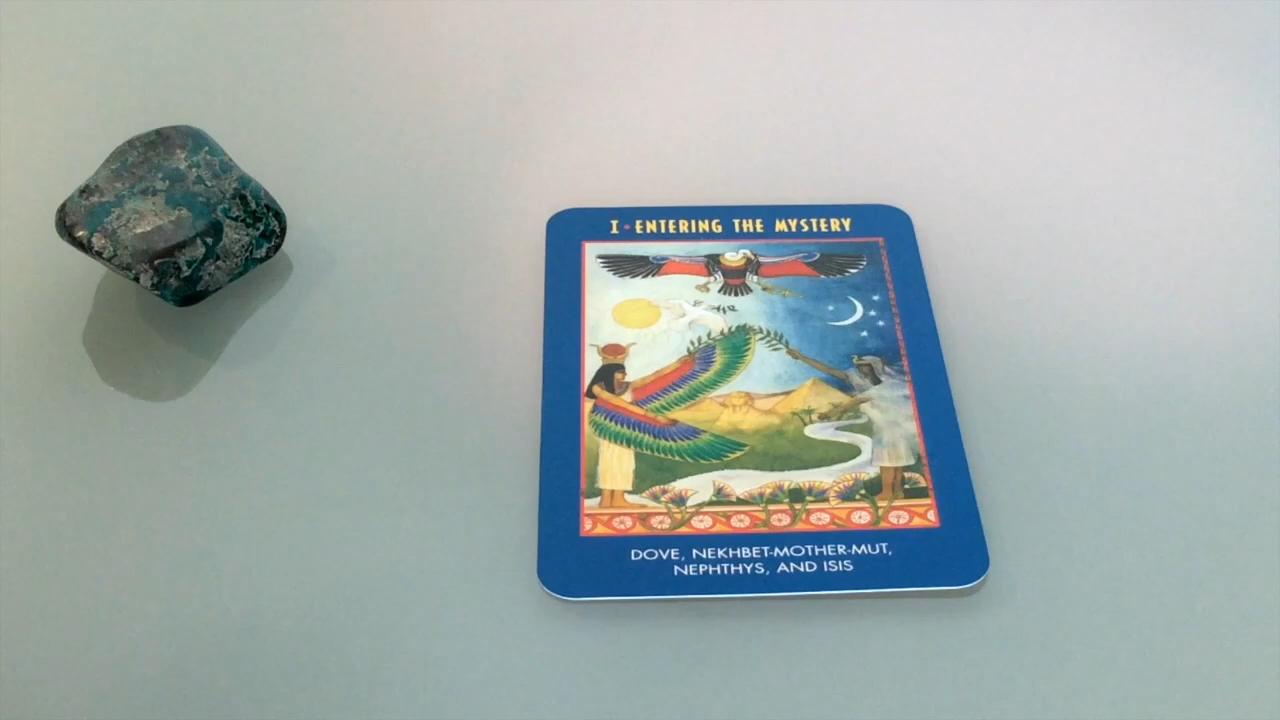 I • ENTERING THE MYSTERY
DOVE, NEKHBET-MOTHER-MUT,
NEPHTHYS, AND ISIS